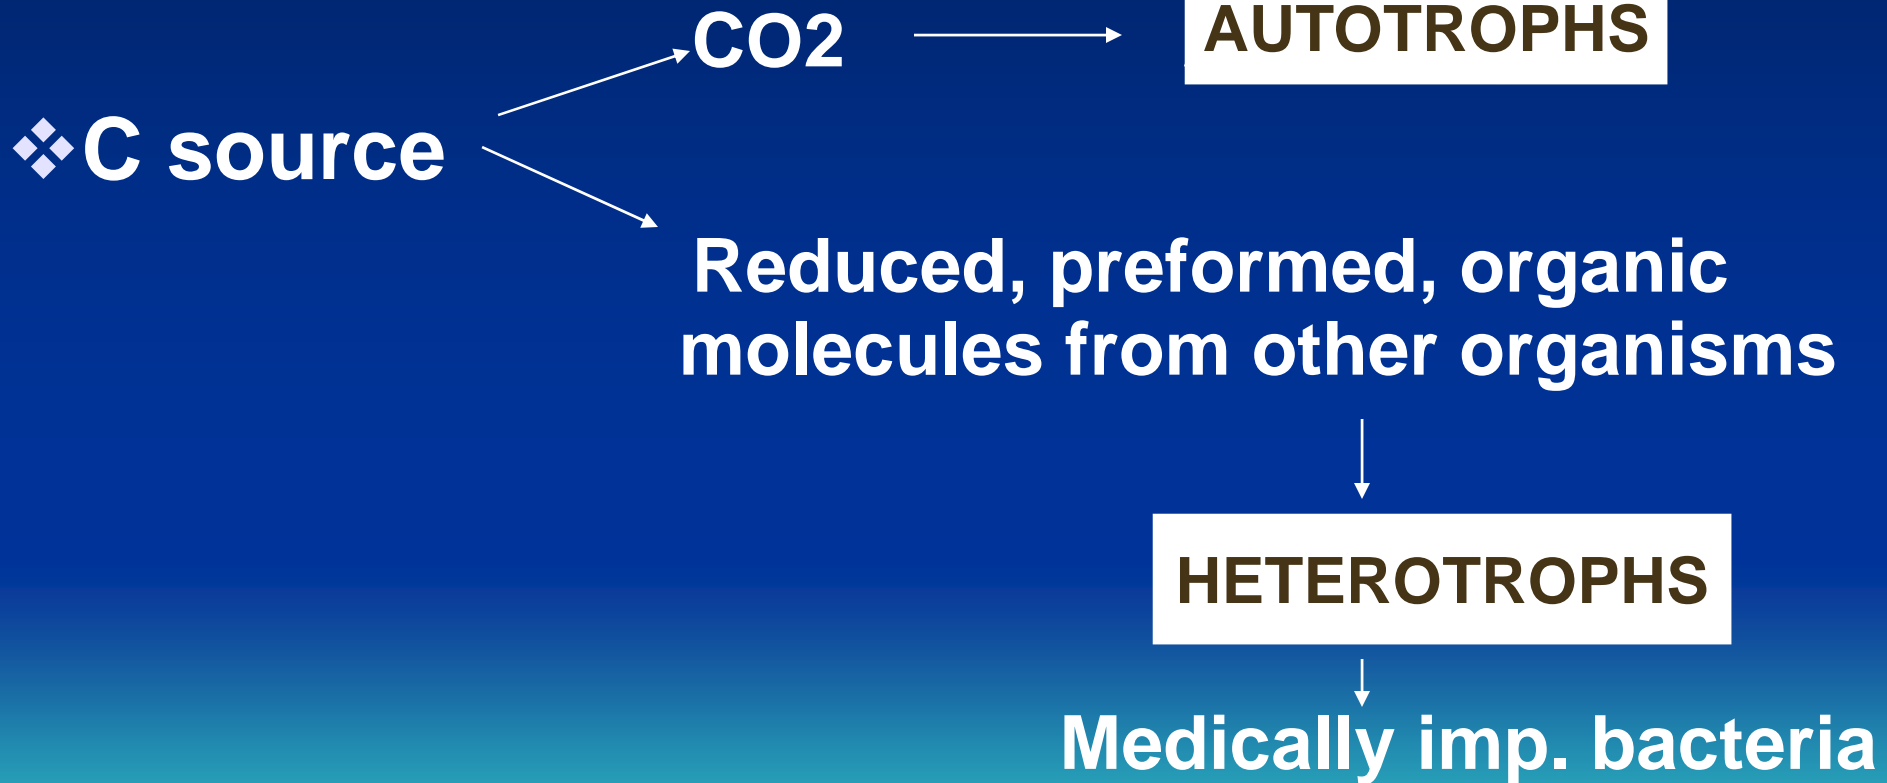 CO2
AUTOTROPHS
❖C source
Reduced, preformed, organic
molecules from other organisms
HETEROTROPHS
Medically imp. bacteria